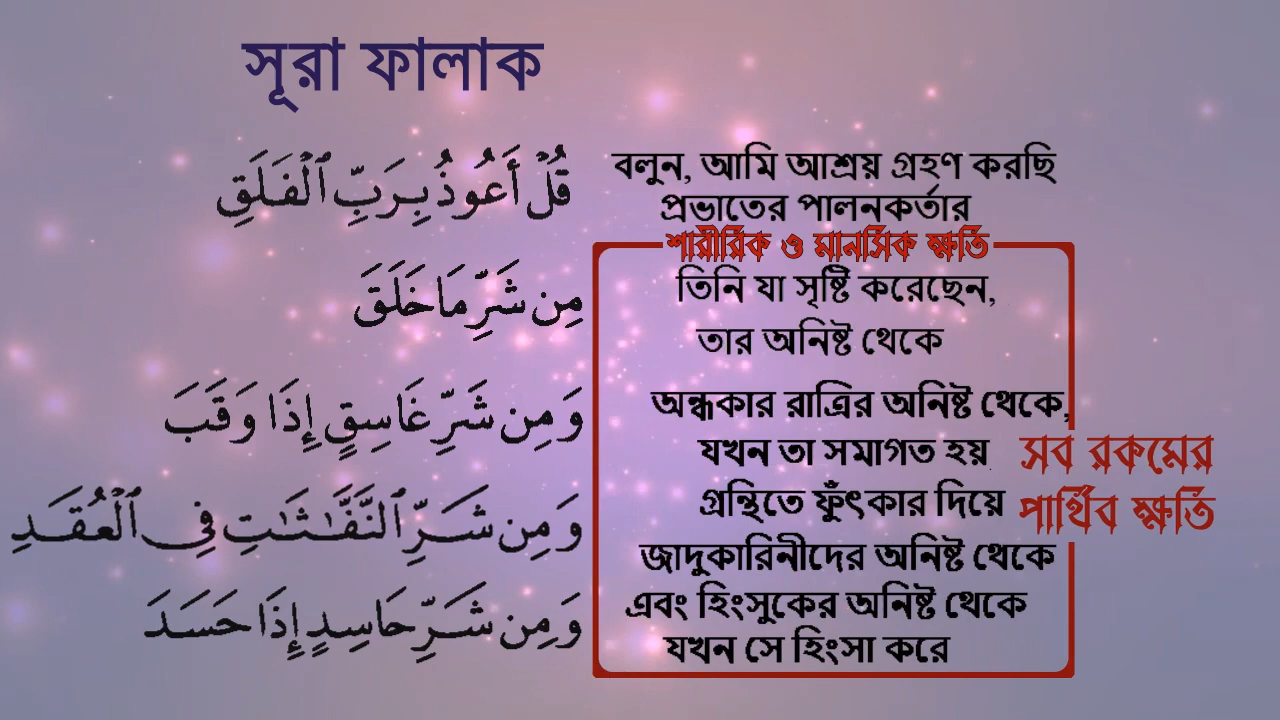 সূরা ফালাক
قُلْ أَعُوذُ بِرَبِّ ٱلْفَلَقِ
বলুন, আমি আশ্রয় গ্রহণ করছি
প্রভাতের পালনকর্তার
শারীরিক ও মানসিক ক্ষতি
مِن شَرِّ مَا خَلَقَ
তিনি যা সৃষ্টি করেছেন,
তার অনিষ্ট থেকে
وَمِن شَرِّ غَاسِقٍ إِذَا وَقَبَ
অন্ধকার রাত্রির অনিষ্ট থেকে,
যখন তা সমাগত হয়
সব রকমের
পার্থিব ক্ষতি
وَمِن شَرِّ ٱلنَّفَّٰثَٰتِ فِى ٱلْعُقَدِ
গ্রন্থিতে ফুঁৎকার দিয়ে
জাদুকারিনীদের অনিষ্ট থেকে
وَمِن شَرِّ حَاسِدٍ إِذَا حَسَدَ
এবং হিংসুকের অনিষ্ট থেকে
যখন সে হিংসা করে